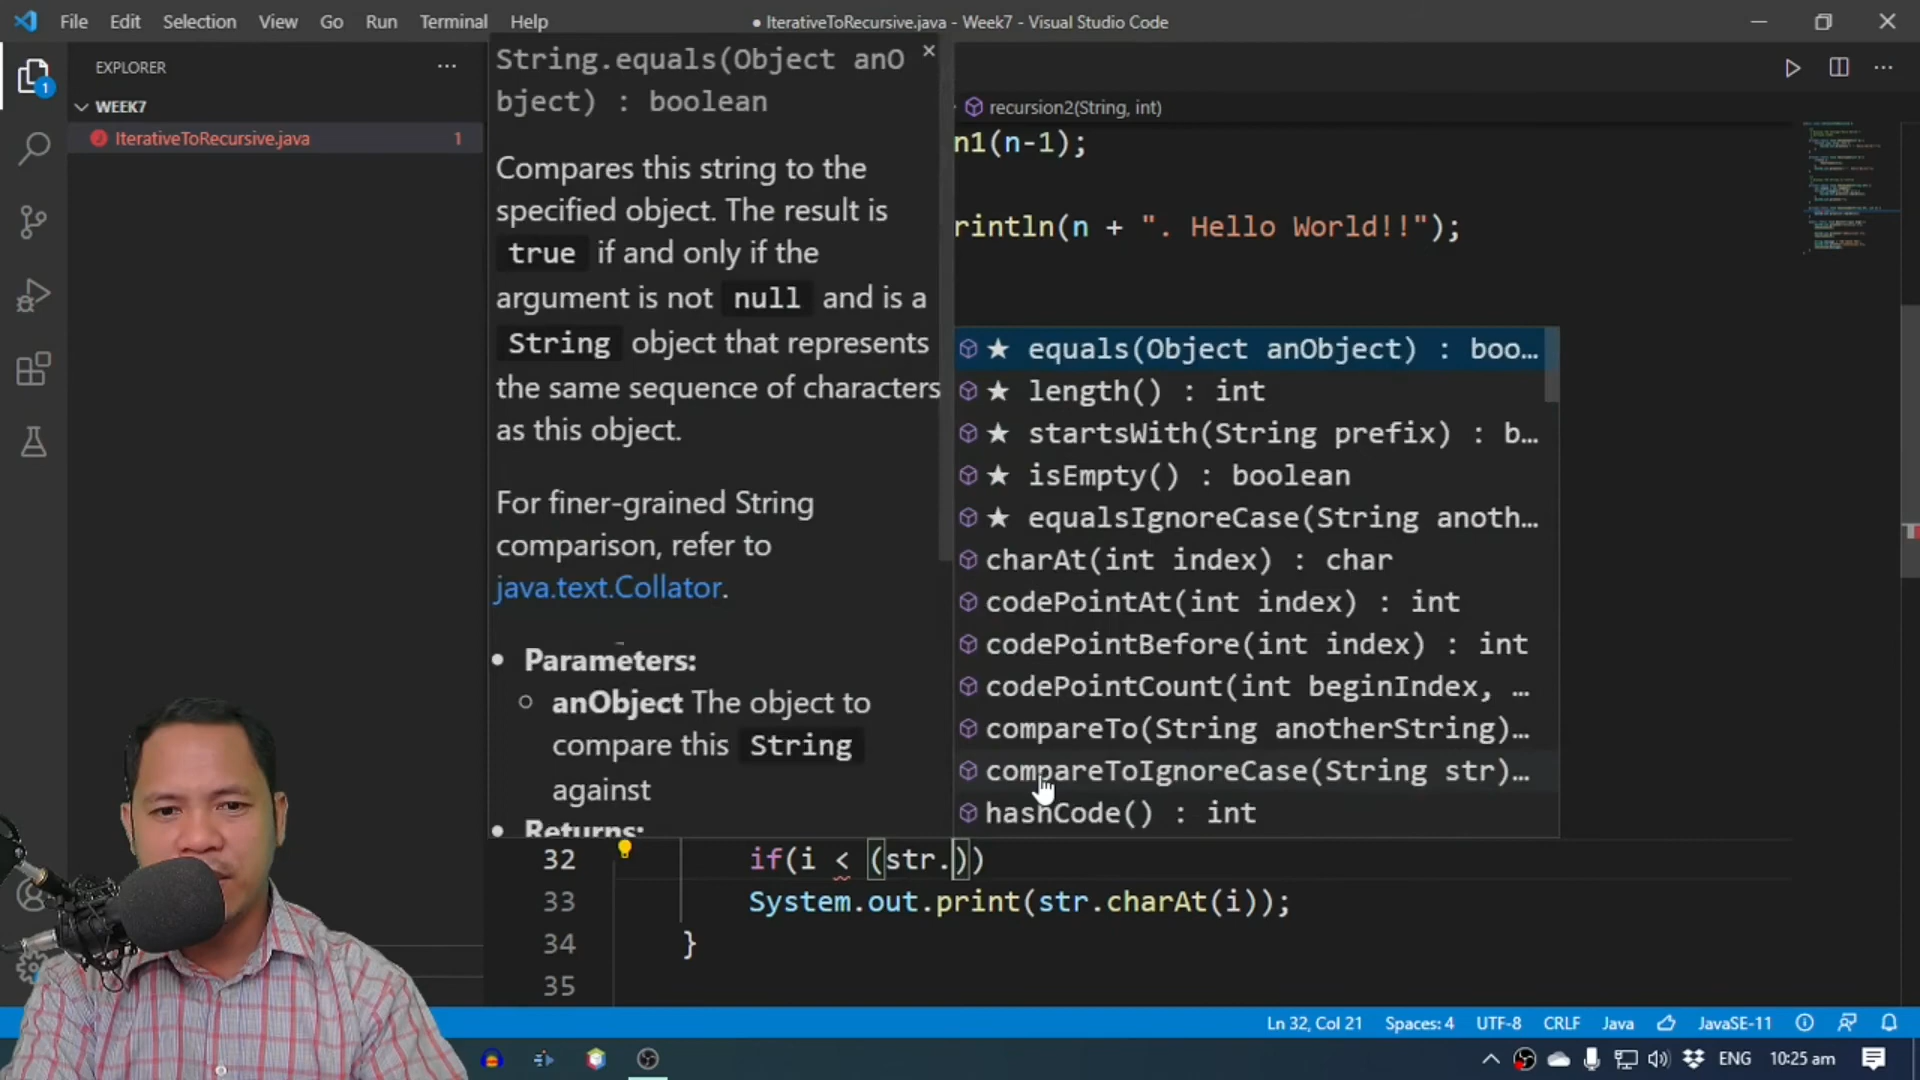 File Edit Selection View Go Run Terminal Help
● IterativeToRecursive.java - Week7 - Visual Studio Code
EXPLORER
WEEK7
IterativeToRecursive.java 1
1
String.equals(Object anO
bject) : boolean
Compares this string to the
specified object. The result is
true if and only if the
argument is not null and is a
String object that represents
the same sequence of characters
as this object.
For finer-grained String
comparison, refer to
java.text.Collator.
• Parameters:
○ anObject The object to
compare this String
against
• Returns:
recursion2(String, int)
n1(n-1);
rintln(n + ". Hello World!!");
★ equals(Object anObject) : boo…
★ length() : int
★ startsWith(String prefix) : b…
★ isEmpty() : boolean
★ equalsIgnoreCase(String anoth…
charAt(int index) : char
codePointAt(int index) : int
codePointBefore(int index) : int
codePointCount(int beginIndex, …
compareTo(String anotherString)…
compareToIgnoreCase(String str)…
hashCode() : int
32 if(i < (str.))
33 System.out.print(str.charAt(i));
34 }
35
Ln 32, Col 21 Spaces: 4 UTF-8 CRLF Java JavaSE-11
ENG 10:25 am